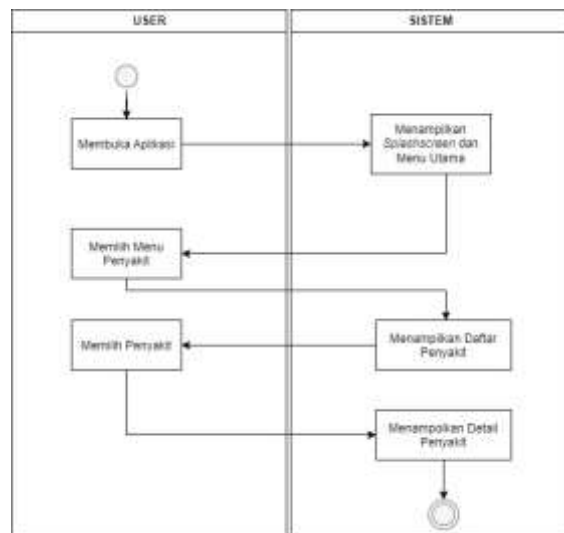 USER
SISTEM
Membuka Aplikasi
Menampilkan
Splashscreen dan
Menu Utama
Memilih Menu
Penyakit
Menampilkan Daftar
Penyakit
Memilih Penyakit
Menampolkan Detail
Penyakit